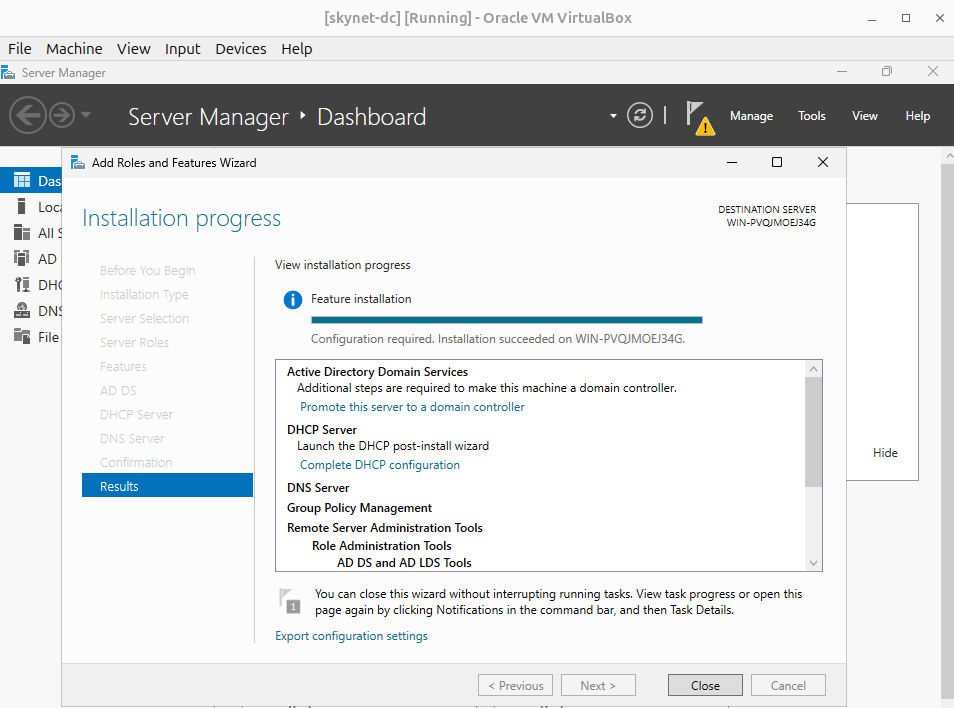 [skynet-dc] [Running] - Oracle VM VirtualBox
File Machine View Input Devices Help
Server Manager
Server Manager Dashboard
Manage Tools View Help
Add Roles and Features Wizard
Installation progress
DESTINATION SERVER
WIN-PVQJMOEJ34G
Before You Begin
Installation Type
Server Selection
Server Roles
Features
AD DS
DHCP Server
DNS Server
Confirmation
Results
View installation progress
Feature installation
Configuration required. Installation succeeded on WIN-PVQJMOEJ34G.
Active Directory Domain Services
Additional steps are required to make this machine a domain controller.
Promote this server to a domain controller
DHCP Server
Launch the DHCP post-install wizard
Complete DHCP configuration
DNS Server
Group Policy Management
Remote Server Administration Tools
Role Administration Tools
AD DS and AD LDS Tools
1
You can close this wizard without interrupting running tasks. View task progress or open this
page again by clicking Notifications in the command bar, and then Task Details.
Export configuration settings
< Previous
Next >
Close
Cancel
Das
Loca
All S
AD
DHC
DNS
File
Hide